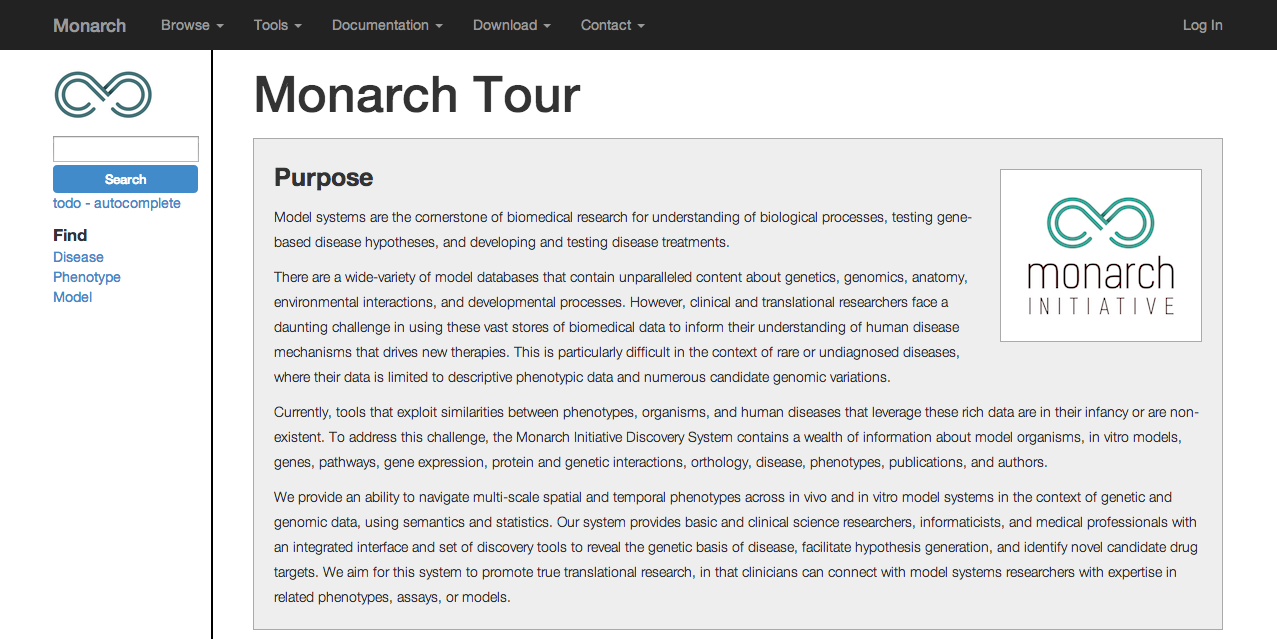 Monarch Browse Tools Documentation Download Contact Log In
Search
todo - autocomplete
Find
Disease
Phenotype
Model
Monarch Tour
Purpose
Model systems are the cornerstone of biomedical research for understanding of biological processes, testing gene-
based disease hypotheses, and developing and testing disease treatments.
There are a wide-variety of model databases that contain unparalleled content about genetics, genomics, anatomy,
environmental interactions, and developmental processes. However, clinical and translational researchers face a
daunting challenge in using these vast stores of biomedical data to inform their understanding of human disease
mechanisms that drives new therapies. This is particularly difficult in the context of rare or undiagnosed diseases,
where their data is limited to descriptive phenotypic data and numerous candidate genomic variations.
monarch
INITIATIVE
Currently, tools that exploit similarities between phenotypes, organisms, and human diseases that leverage these rich data are in their infancy or are non-
existent. To address this challenge, the Monarch Initiative Discovery System contains a wealth of information about model organisms, in vitro models,
genes, pathways, gene expression, protein and genetic interactions, orthology, disease, phenotypes, publications, and authors.
We provide an ability to navigate multi-scale spatial and temporal phenotypes across in vivo and in vitro model systems in the context of genetic and
genomic data, using semantics and statistics. Our system provides basic and clinical science researchers, informaticists, and medical professionals with
an integrated interface and set of discovery tools to reveal the genetic basis of disease, facilitate hypothesis generation, and identify novel candidate drug
targets. We aim for this system to promote true translational research, in that clinicians can connect with model systems researchers with expertise in
related phenotypes, assays, or models.